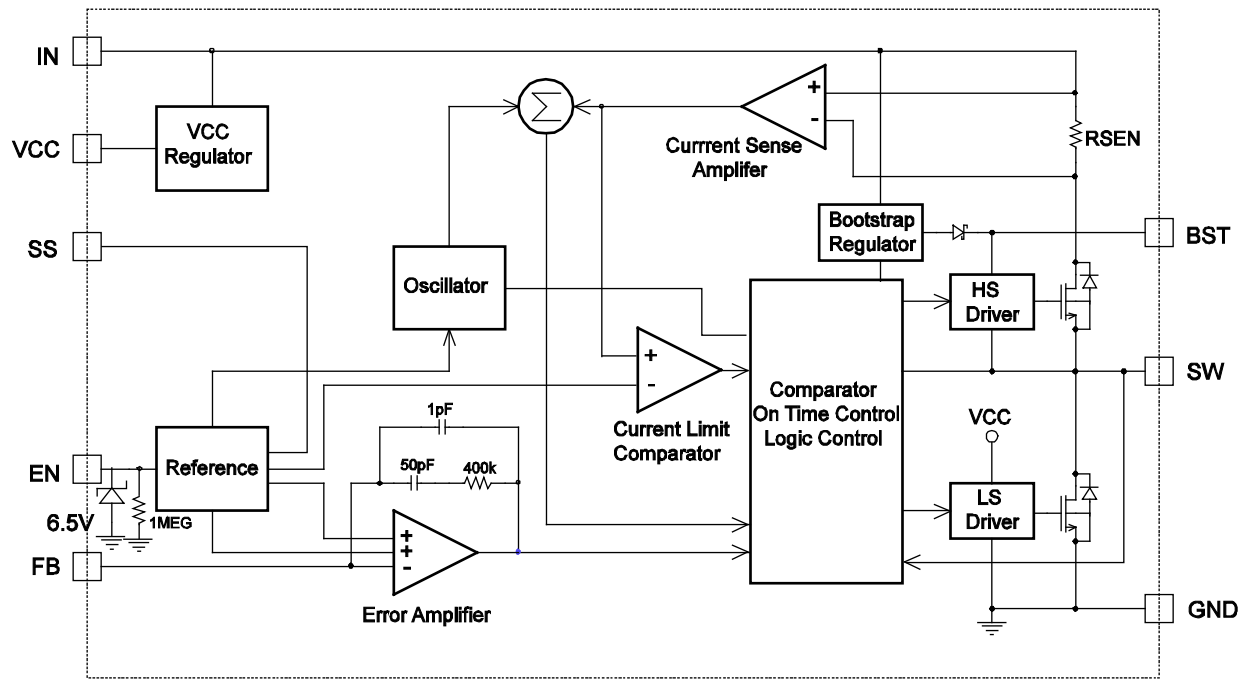 IN
VCC
Regulator
VCC
Σ
+
-
Currrent Sense
Amplifer
RSEN
SS
Bootstrap
Regulator
BST
Oscillator
HS
Driver
+
-
Current Limit
Comparator
Comparator
On Time Control
Logic Control
SW
1pF
50pF
400k
VCC
EN
Reference
6.5V
1MEG
LS
Driver
FB
+
+
-
Error Amplifier
GND